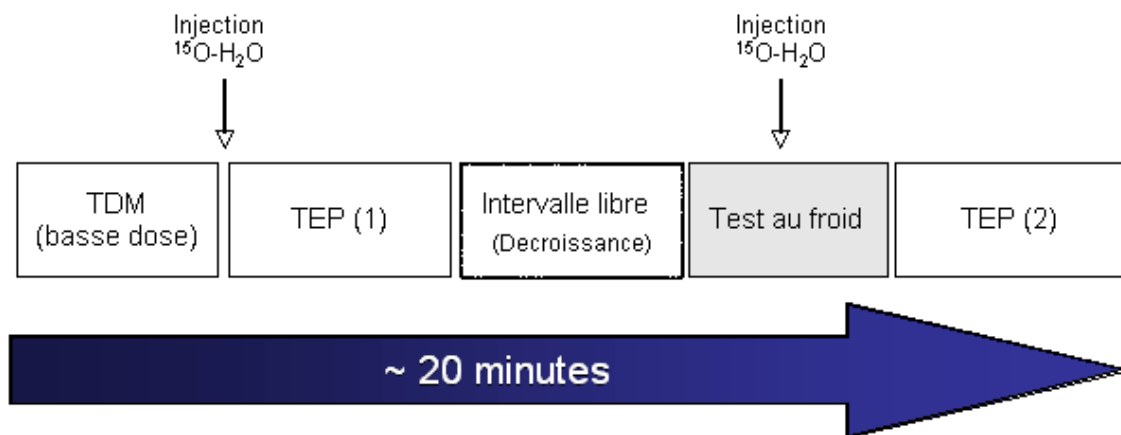 Injection
¹⁵O-H₂O
Injection
¹⁵O-H₂O
TDM
(basse dose)
TEP (1)
Intervalle libre
(Decroissance)
Test au froid
TEP (2)
~ 20 minutes